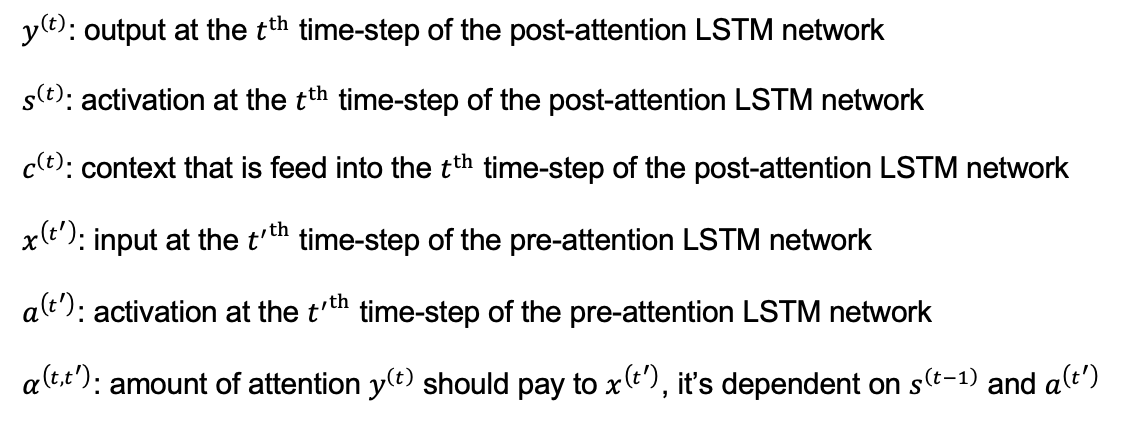 y⁽ᵗ⁾: output at the tᵗʰ time-step of the post-attention LSTM network
s⁽ᵗ⁾: activation at the tᵗʰ time-step of the post-attention LSTM network
c⁽ᵗ⁾: context that is feed into the tᵗʰ time-step of the post-attention LSTM network
x⁽ᵗ′⁾: input at the t′ᵗʰ time-step of the pre-attention LSTM network
a⁽ᵗ′⁾: activation at the t′ᵗʰ time-step of the pre-attention LSTM network
α⁽ᵗ,ᵗ′⁾: amount of attention y⁽ᵗ⁾ should pay to x⁽ᵗ′⁾, it's dependent on s⁽ᵗ⁻¹⁾ and a⁽ᵗ′⁾